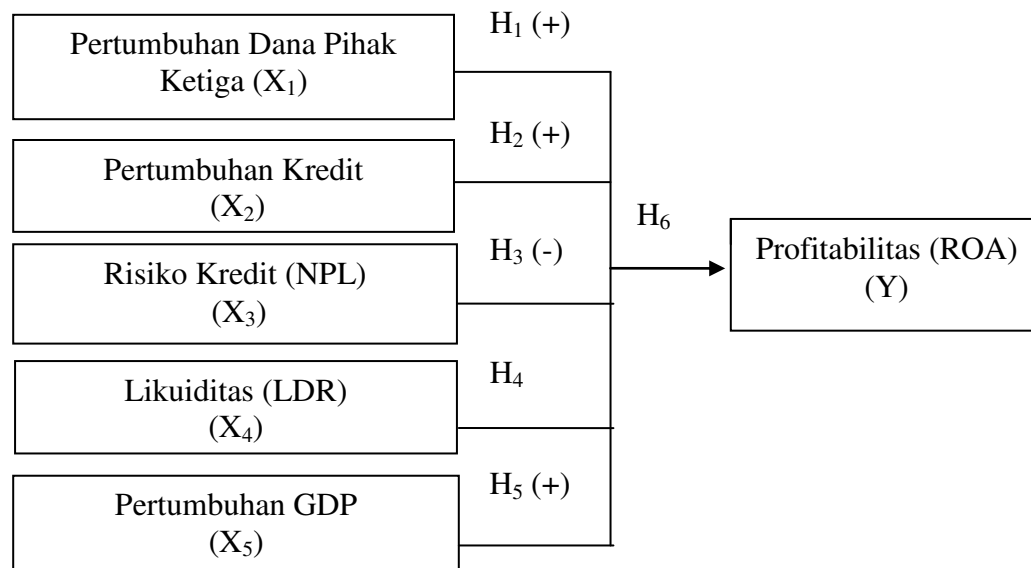 Pertumbuhan Dana Pihak
Ketiga (X₁)
H₁ (+)
Pertumbuhan Kredit
(X₂)
H₂ (+)
Risiko Kredit (NPL)
(X₃)
H₃ (-)
Likuiditas (LDR)
(X₄)
H₄
Pertumbuhan GDP
(X₅)
H₅ (+)
H₆
Profitabilitas (ROA)
(Y)